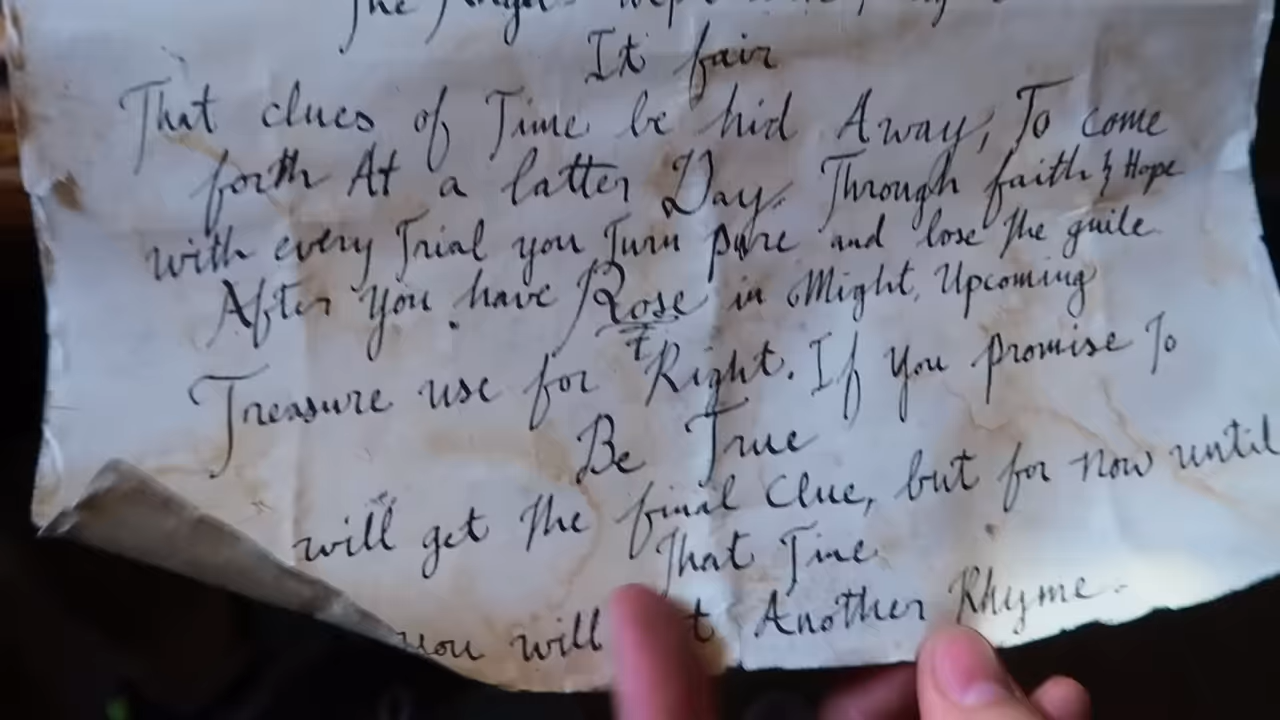 The Angels wept
It fair
That clues of Time be hid Away, To come
forth At a latter Day. Through faith & Hope
with every Trial you Turn pure and lose the guile
After you have Rose in Might, Upcoming
Treasure use for Right. If you promise To
Be True
will get the final Clue, but for now until
That Time
you will Another Rhyme.